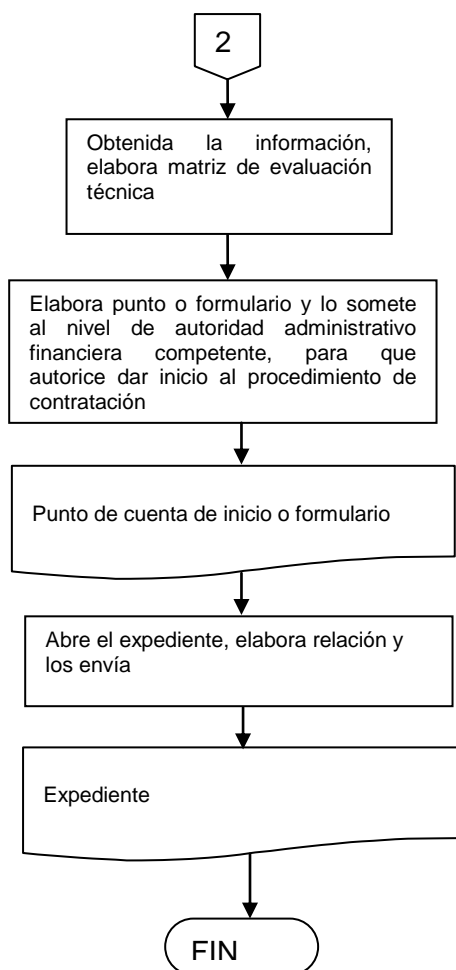 2
Obtenida la información,
elabora matriz de evaluación
técnica
Elabora punto o formulario y lo somete
al nivel de autoridad administrativo
financiera competente, para que
autorice dar inicio al procedimiento de
contratación
Punto de cuenta de inicio o formulario
Abre el expediente, elabora relación y
los envía
Expediente
FIN